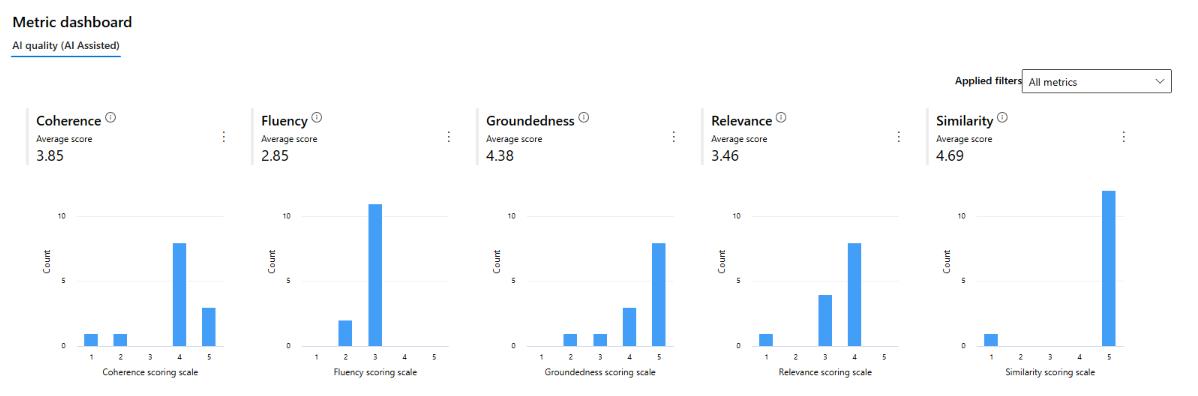 Metric dashboard
AI quality (AI Assisted)
Applied filters All metrics
Coherence
Average score
3.85
10
5
0
Count
1 2 3 4 5
Coherence scoring scale
Fluency
Average score
2.85
10
5
0
Count
1 2 3 4 5
Fluency scoring scale
Groundedness
Average score
4.38
10
5
0
Count
1 2 3 4 5
Groundedness scoring scale
Relevance
Average score
3.46
10
5
0
Count
1 2 3 4 5
Relevance scoring scale
Similarity
Average score
4.69
10
5
0
Count
1 2 3 4 5
Similarity scoring scale